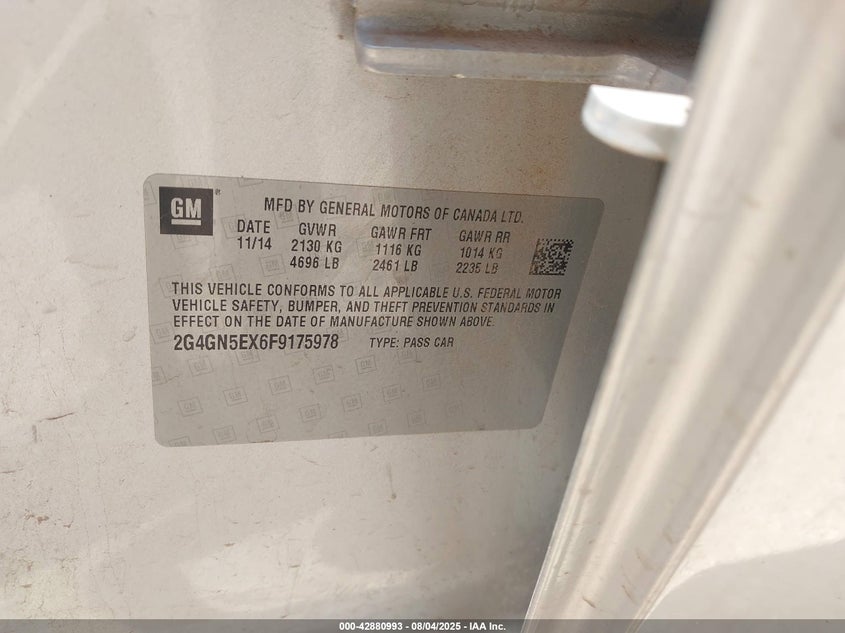 GM®
MFD BY GENERAL MOTORS OF CANADA LTD.
DATE GVWR GAWR FRT GAWR RR
11/14 2130 KG 1116 KG 1014 KG
4696 LB 2461 LB 2235 LB
THIS VEHICLE CONFORMS TO ALL APPLICABLE U.S. FEDERAL MOTOR
VEHICLE SAFETY, BUMPER, AND THEFT PREVENTION STANDARDS IN
EFFECT ON THE DATE OF MANUFACTURE SHOWN ABOVE.
2G4GN5EX6F9175978 TYPE: PASS CAR
000-42880993 - 08/04/2025 - IAA Inc.